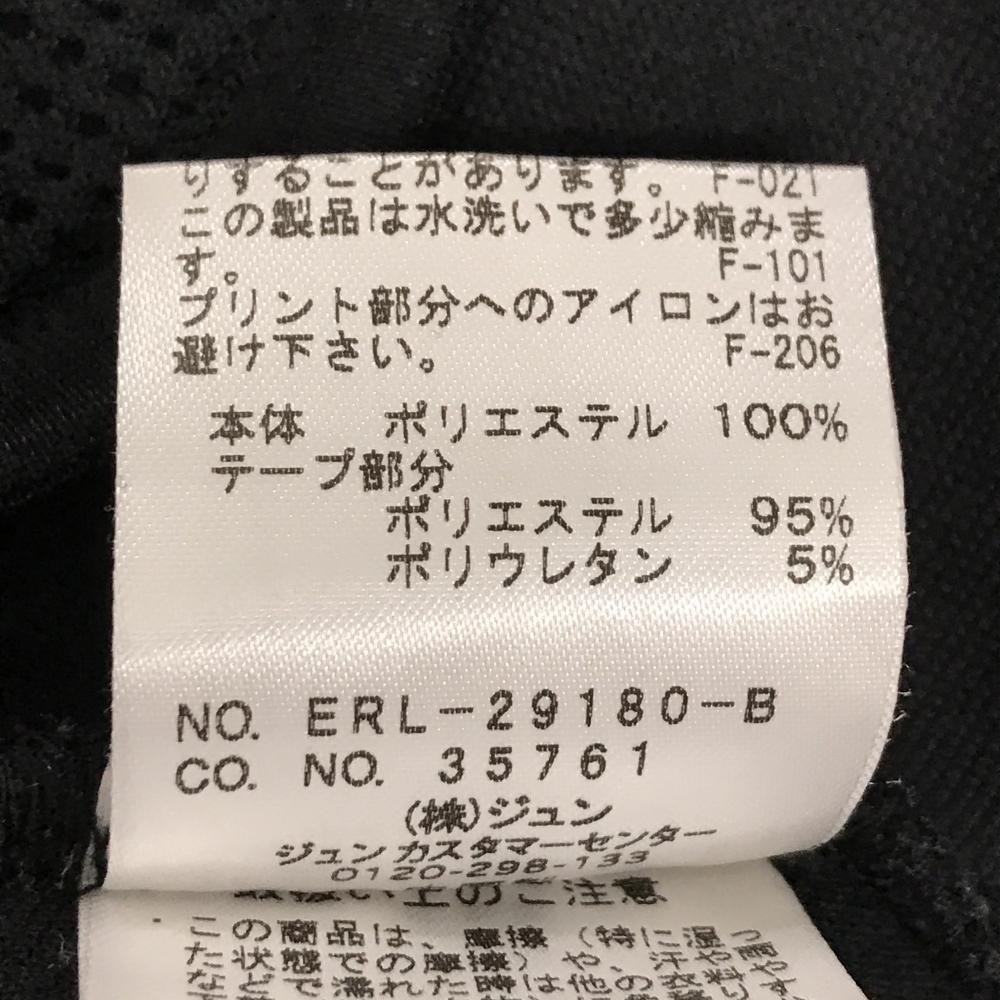 りすることがあります。 F-021
この製品は水洗いで多少縮みま
す。 F-101
プリント部分へのアイロンはお
避け下さい。 F-206
本体 ポリエステル 100%
テープ部分
ポリエステル 95%
ポリウレタン 5%
NO. ERL-29180-B
CO. NO. 35761
(株)ジュン
ジュンカスタマーセンター
0120-298-133
取扱い上のご注意
この商品は、摩擦(特に湿っ
た状態での摩擦)や、汗や雨
などで濡れた時は他の衣料や